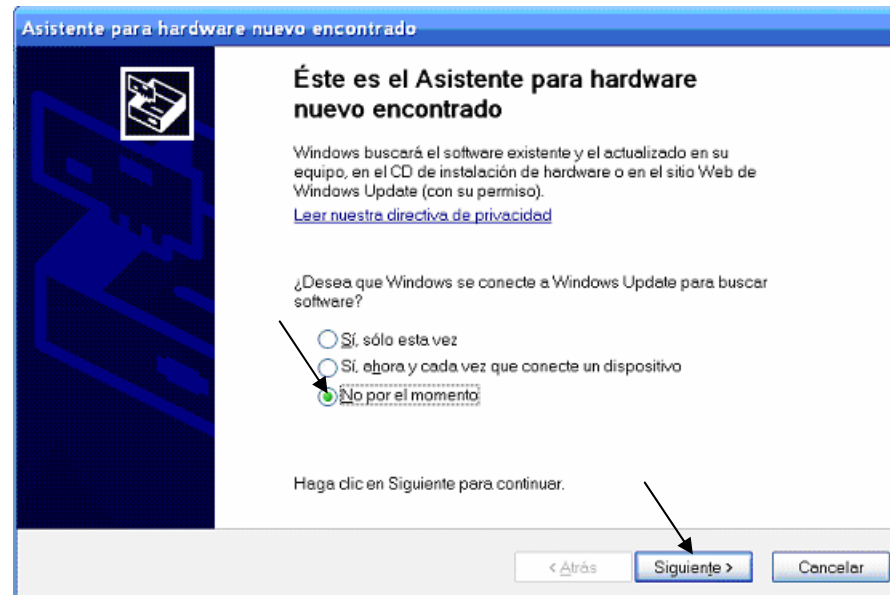 Asistente para hardware nuevo encontrado
Éste es el Asistente para hardware
nuevo encontrado
Windows buscará el software existente y el actualizado en su
equipo, en el CD de instalación de hardware o en el sitio Web de
Windows Update (con su permiso).
Leer nuestra directiva de privacidad
¿Desea que Windows se conecte a Windows Update para buscar
software?
Sí, sólo esta vez
Sí, ahora y cada vez que conecte un dispositivo
No por el momento
Haga clic en Siguiente para continuar.
< Atrás
Siguiente >
Cancelar